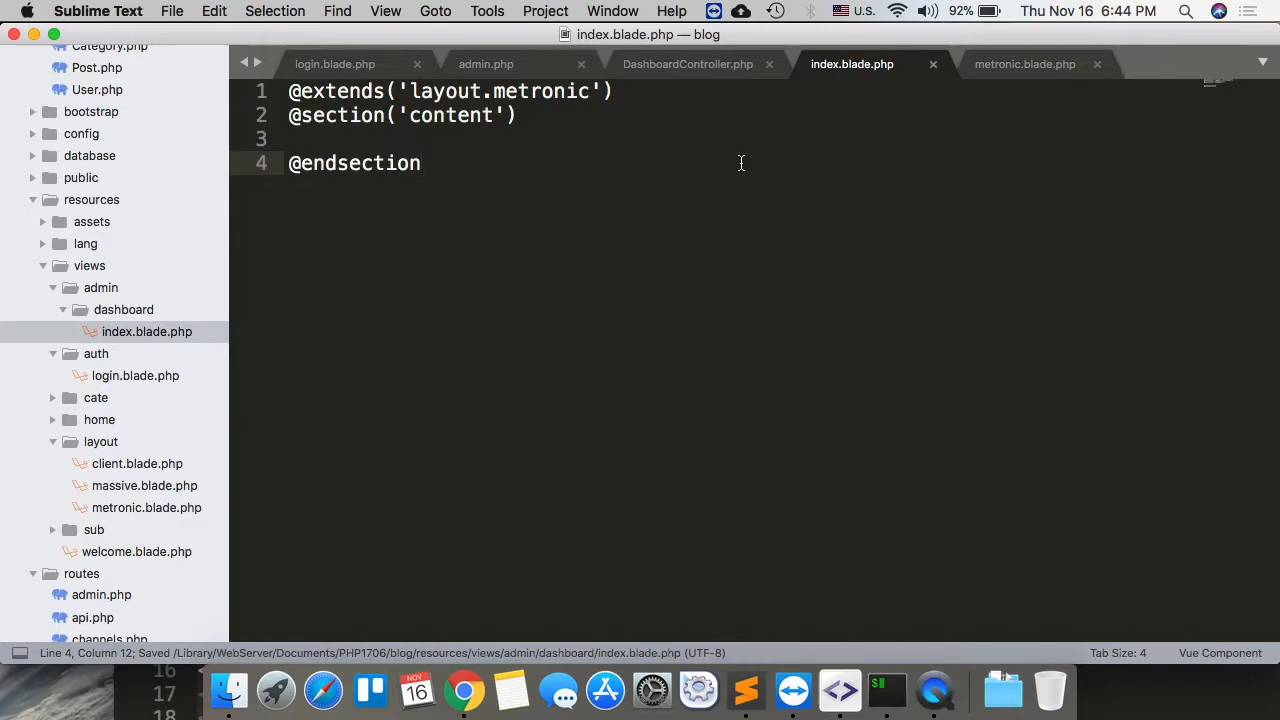 Sublime Text File Edit Selection Find View Goto Tools Project Window Help U.S. 92% Thu Nov 16 6:44 PM
index.blade.php — blog
login.blade.php × admin.php × DashboardController.php × index.blade.php × metronic.blade.php ×
Category.php
Post.php
User.php
bootstrap
config
database
public
resources
assets
lang
views
admin
dashboard
index.blade.php
auth
login.blade.php
cate
home
layout
client.blade.php
massive.blade.php
metronic.blade.php
sub
welcome.blade.php
routes
admin.php
api.php
channels.php
1 @extends('layout.metronic')
2 @section('content')
3
4 @endsection
Line 4, Column 12; Saved /Library/WebServer/Documents/PHP1706/blog/resources/views/admin/dashboard/index.blade.php (UTF-8) Tab Size: 4 Vue Component
16
17
18
NOV
16
$